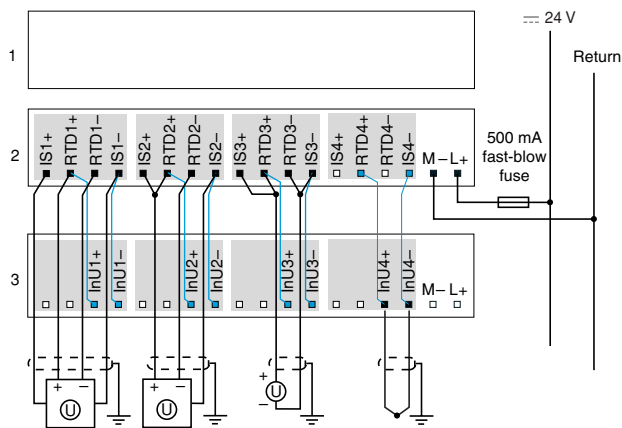 ⎓ 24 V
Return
1
2
IS1+ RTD1+ RTD1– IS1– IS2+ RTD2+ RTD2– IS2– IS3+ RTD3+ RTD3– IS3– IS4+ RTD4+ RTD4– IS4– M– L+
500 mA
fast-blow
fuse
3
InU1+ InU1– InU2+ InU2– InU3+ InU3– InU4+ InU4– M– L+
+ – U
+ – U
+ – U